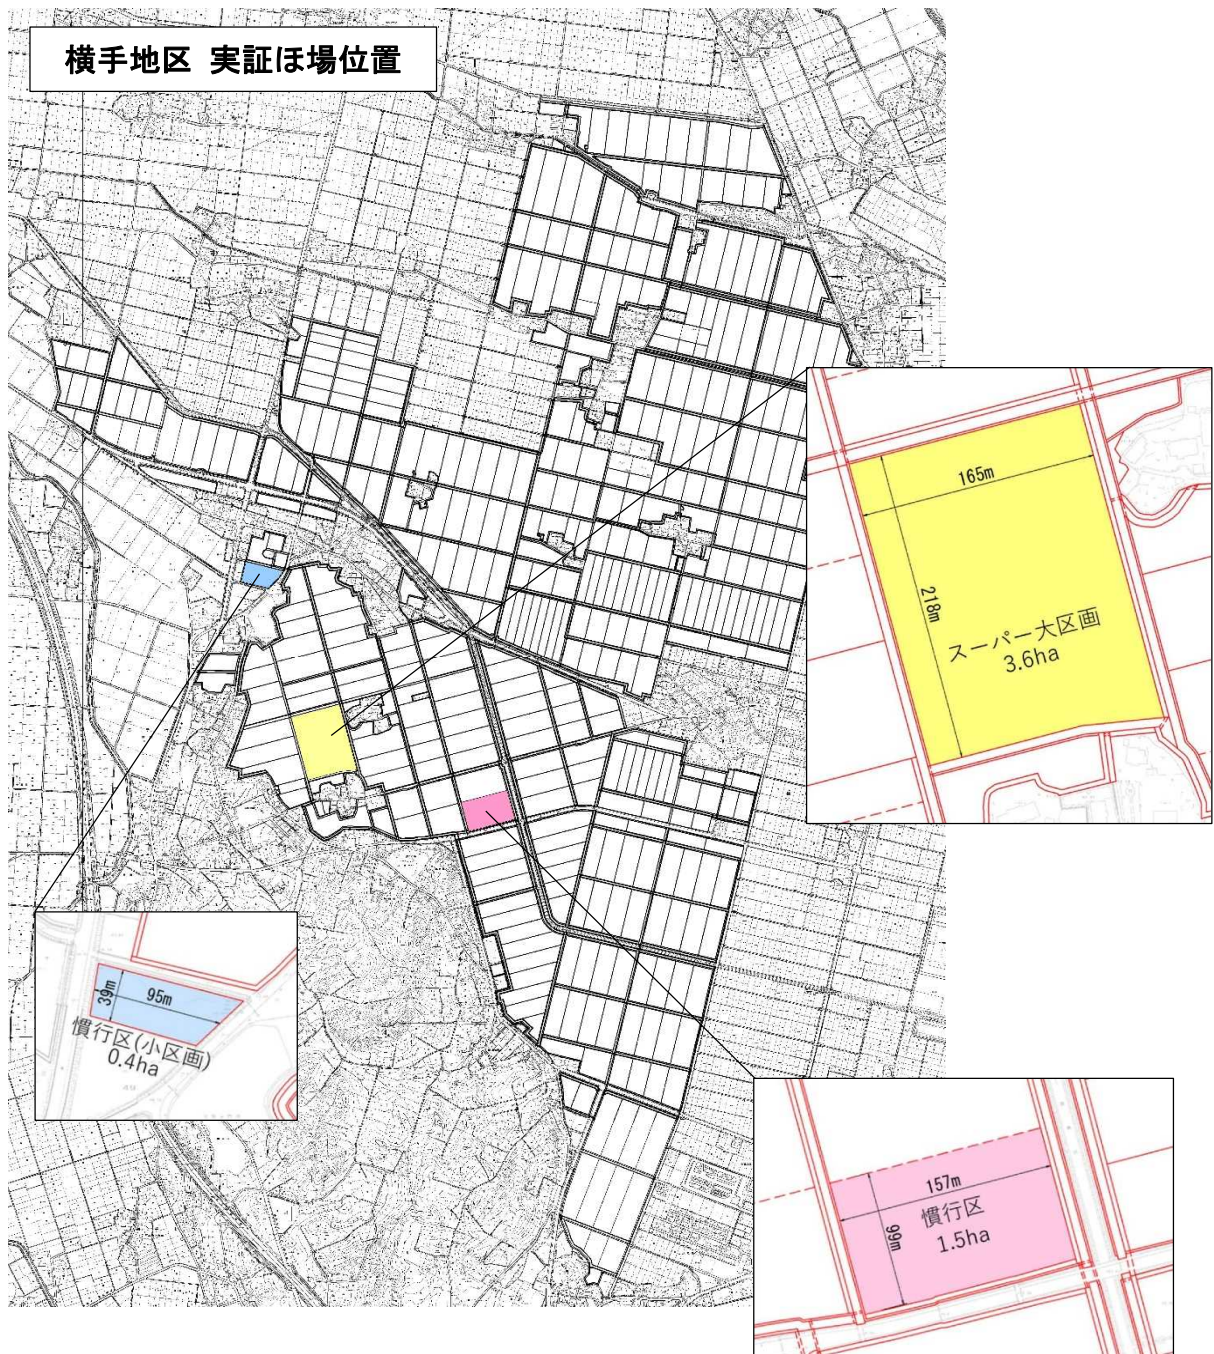 横手地区 実証ほ場位置
165m
218m
スーパー大区画
3.6ha
39m
95m
慣行区(小区画)
0.4ha
157m
99m
慣行区
1.5ha